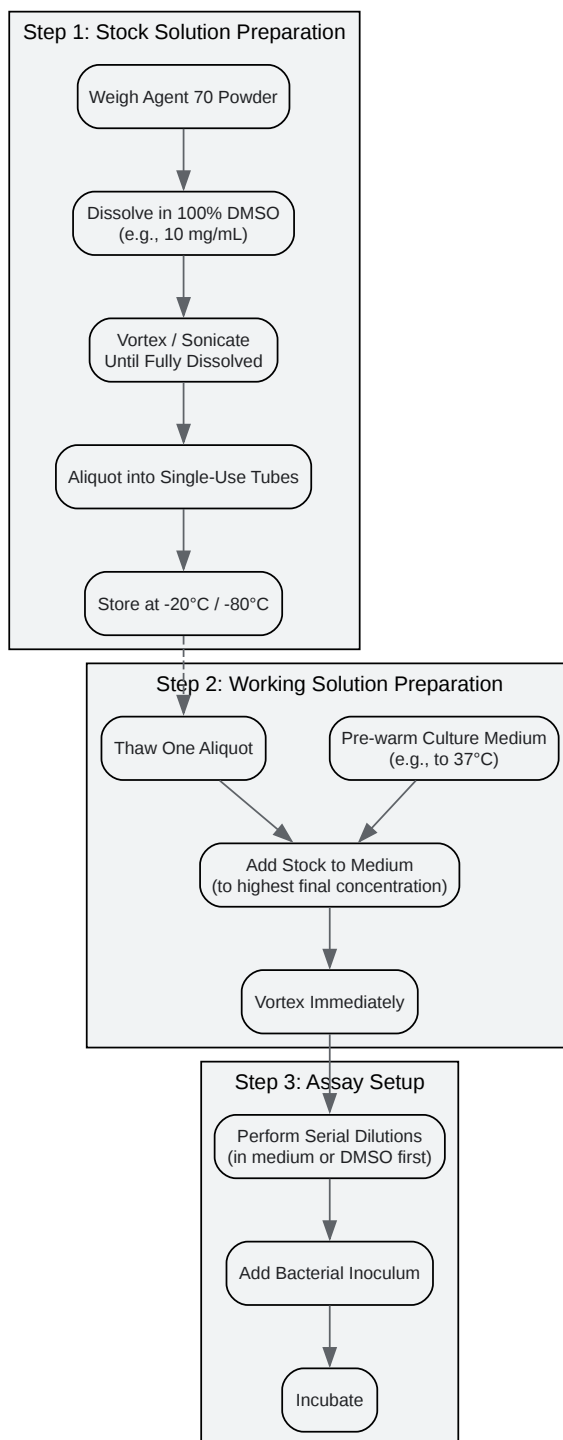 Step 1: Stock Solution Preparation
Weigh Agent 70 Powder
Dissolve in 100% DMSO
(e.g., 10 mg/mL)
Vortex / Sonicate
Until Fully Dissolved
Aliquot into Single-Use Tubes
Store at -20°C / -80°C
Step 2: Working Solution Preparation
Thaw One Aliquot
Pre-warm Culture Medium
(e.g., to 37°C)
Add Stock to Medium
(to highest final concentration)
Vortex Immediately
Step 3: Assay Setup
Perform Serial Dilutions
(in medium or DMSO first)
Add Bacterial Inoculum
Incubate